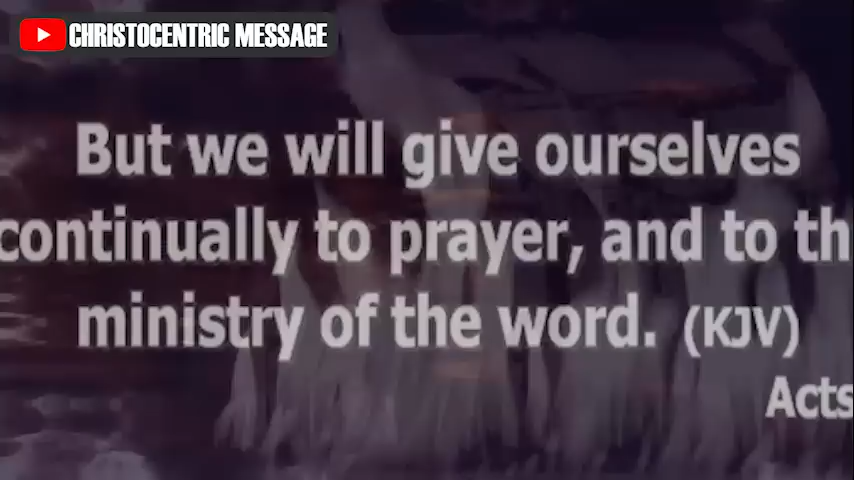 CHRISTOCENTRIC MESSAGE
But we will give ourselves
continually to prayer, and to th
ministry of the word. (KJV)
Acts